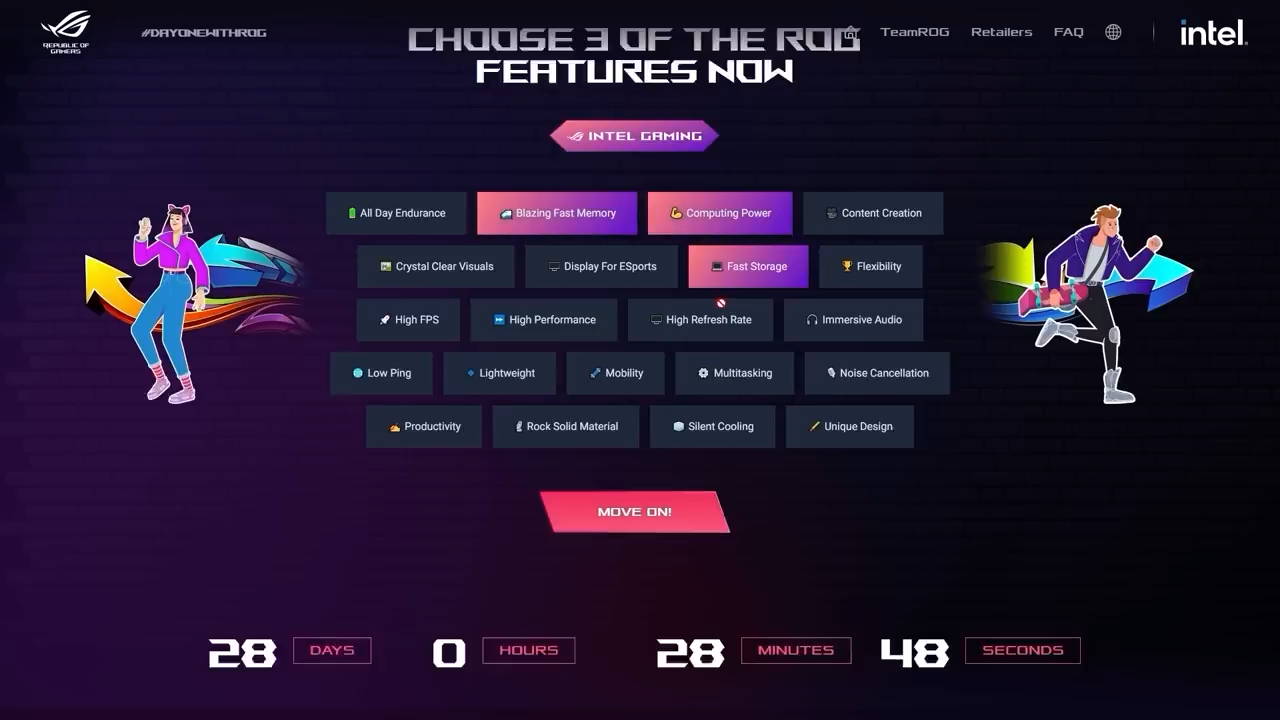 REPUBLIC OF
GAMERS
#DAYONEWITHROG
TeamROG
Retailers
FAQ
intel.
CHOOSE 3 OF THE ROG
FEATURES NOW
INTEL GAMING
All Day Endurance
Blazing Fast Memory
Computing Power
Content Creation
Crystal Clear Visuals
Display For ESports
Fast Storage
Flexibility
High FPS
High Performance
High Refresh Rate
Immersive Audio
Low Ping
Lightweight
Mobility
Multitasking
Noise Cancellation
Productivity
Rock Solid Material
Silent Cooling
Unique Design
MOVE ON!
28 DAYS 0 HOURS 28 MINUTES 48 SECONDS